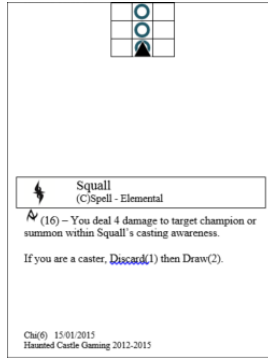 Squall
(C)Spell - Elemental
(16) – You deal 4 damage to target champion or
summon within Squall's casting awareness.
If you are a caster, Discard(1) then Draw(2).
Chi(6) 15/01/2015
Haunted Castle Gaming 2012-2015